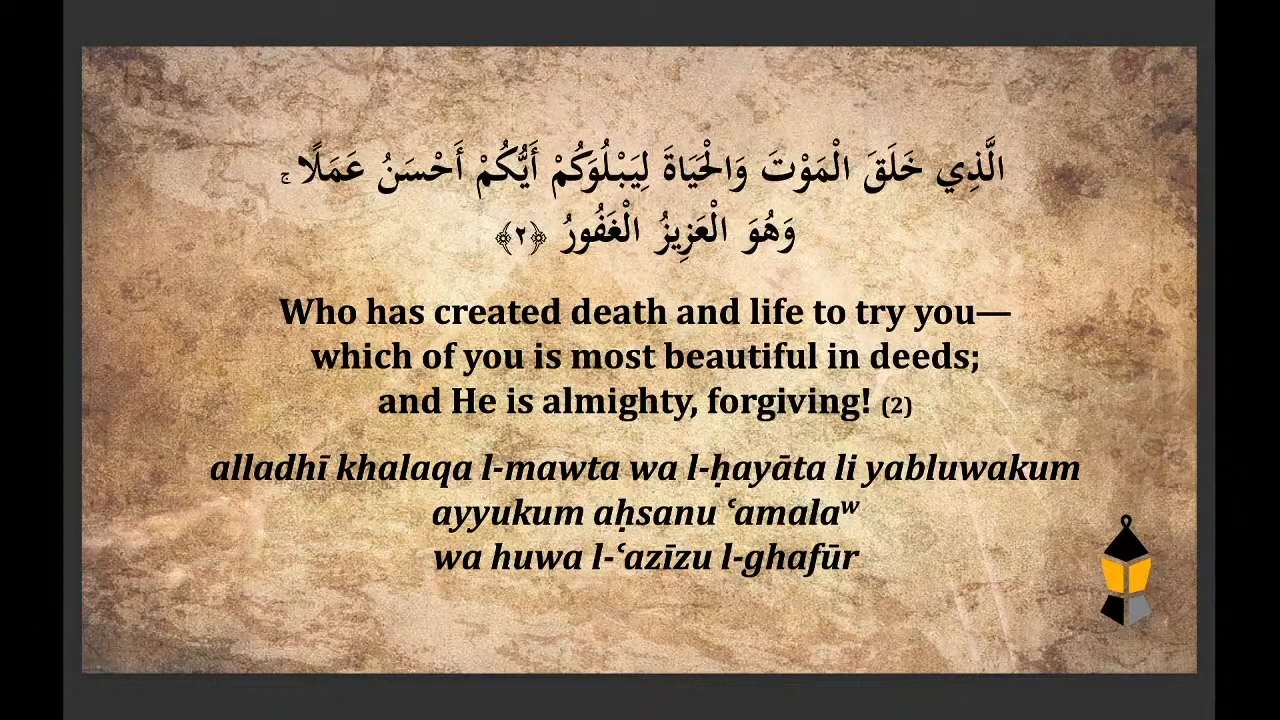 الَّذِي خَلَقَ الْمَوْتَ وَالْحَيَاةَ لِيَبْلُوَكُمْ أَيُّكُمْ أَحْسَنُ عَمَلًا ۚ
وَهُوَ الْعَزِيزُ الْغَفُورُ ﴿٢﴾
Who has created death and life to try you—
which of you is most beautiful in deeds;
and He is almighty, forgiving! (2)
alladhī khalaqa l-mawta wa l-ḥayāta li yabluwakum
ayyukum aḥsanu ʿamalaʷ
wa huwa l-ʿazīzu l-ghafūr